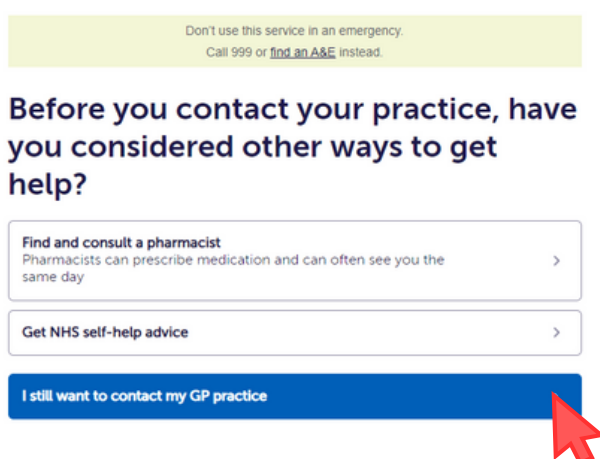 Don't use this service in an emergency.
Call 999 or find an A&E instead.
Before you contact your practice, have
you considered other ways to get
help?
Find and consult a pharmacist
Pharmacists can prescribe medication and can often see you the
same day
Get NHS self-help advice
I still want to contact my GP practice